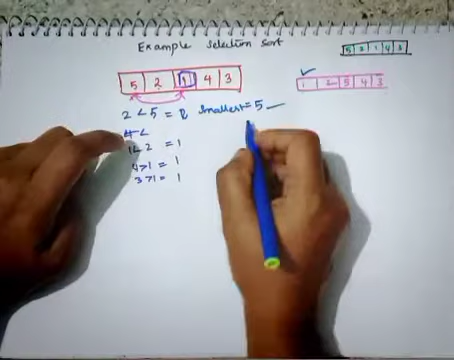 Example Selection Sort
5 2 1 4 3
5 2 1 4 3
1 2 5 4 3
2 < 5 = 2 Smallest = 5
4 <
1 < 2 = 1
4 > 1 = 1
3 > 1 = 1